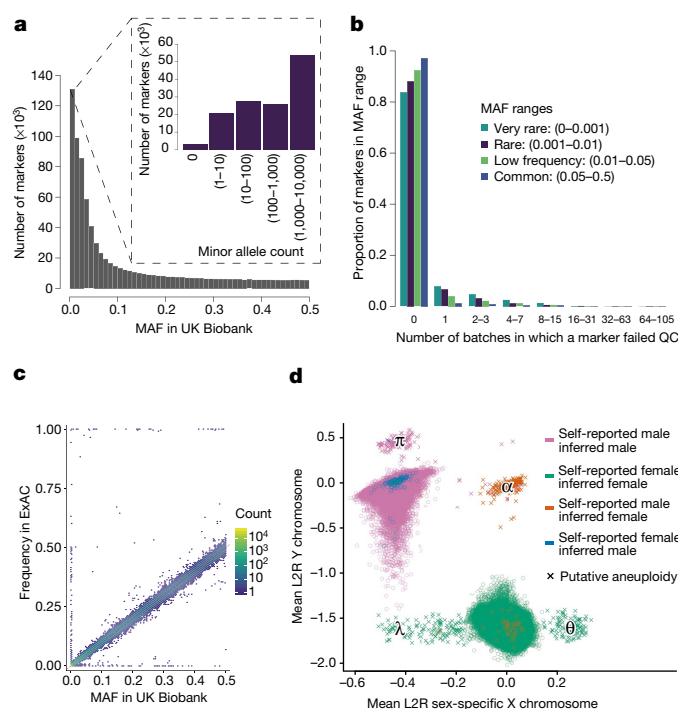 a
Number of markers (×10³)
140
120
100
80
60
40
20
0
0.0 0.1 0.2 0.3 0.4 0.5
MAF in UK Biobank
Number of markers (×10³)
60
50
40
30
20
10
0
0
(1–10)
(10–100)
(100–1,000)
(1,000–10,000)
Minor allele count
b
Proportion of markers in MAF range
1.0
0.8
0.6
0.4
0.2
0.0
MAF ranges
Very rare: (0–0.001)
Rare: (0.001–0.01)
Low frequency: (0.01–0.05)
Common: (0.05–0.5)
0 1 2–3 4–7 8–15 16–31 32–63 64–105
Number of batches in which a marker failed QC
c
Frequency in ExAC
1.00
0.75
0.50
0.25
0.00
0.0 0.1 0.2 0.3 0.4 0.5
MAF in UK Biobank
Count
10⁴
10³
10²
10
1
d
Mean L2R Y chromosome
0.5
0.0
−0.5
−1.0
−1.5
−2.0
π
α
λ
θ
−0.6 −0.4 −0.2 0.0 0.2
Mean L2R sex-specific X chromosome
Self-reported male
inferred male
Self-reported female
inferred female
Self-reported male
inferred female
Self-reported female
inferred male
× Putative aneuploidy